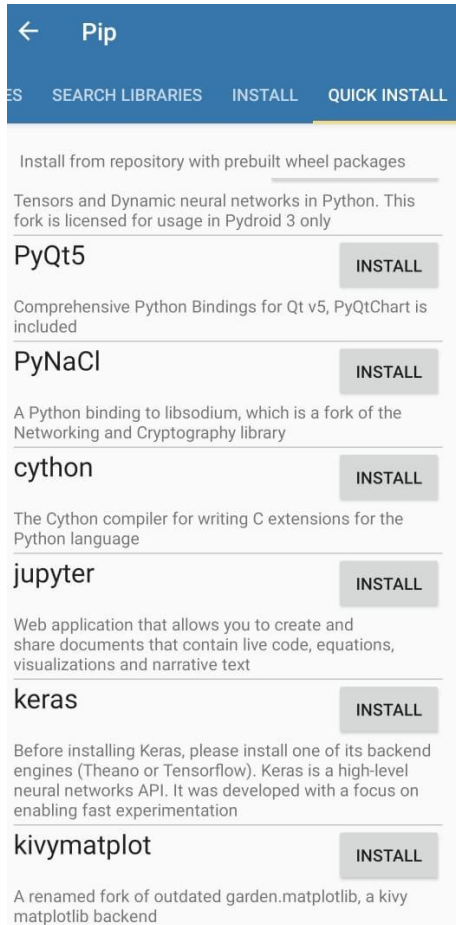 Pip
ES SEARCH LIBRARIES INSTALL QUICK INSTALL
Install from repository with prebuilt wheel packages
Tensors and Dynamic neural networks in Python. This
fork is licensed for usage in Pydroid 3 only
PyQt5
INSTALL
Comprehensive Python Bindings for Qt v5, PyQtChart is
included
PyNaCl
INSTALL
A Python binding to libsodium, which is a fork of the
Networking and Cryptography library
cython
INSTALL
The Cython compiler for writing C extensions for the
Python language
jupyter
INSTALL
Web application that allows you to create and
share documents that contain live code, equations,
visualizations and narrative text
keras
INSTALL
Before installing Keras, please install one of its backend
engines (Theano or Tensorflow). Keras is a high-level
neural networks API. It was developed with a focus on
enabling fast experimentation
kivymatplot
INSTALL
A renamed fork of outdated garden.matplotlib, a kivy
matplotlib backend